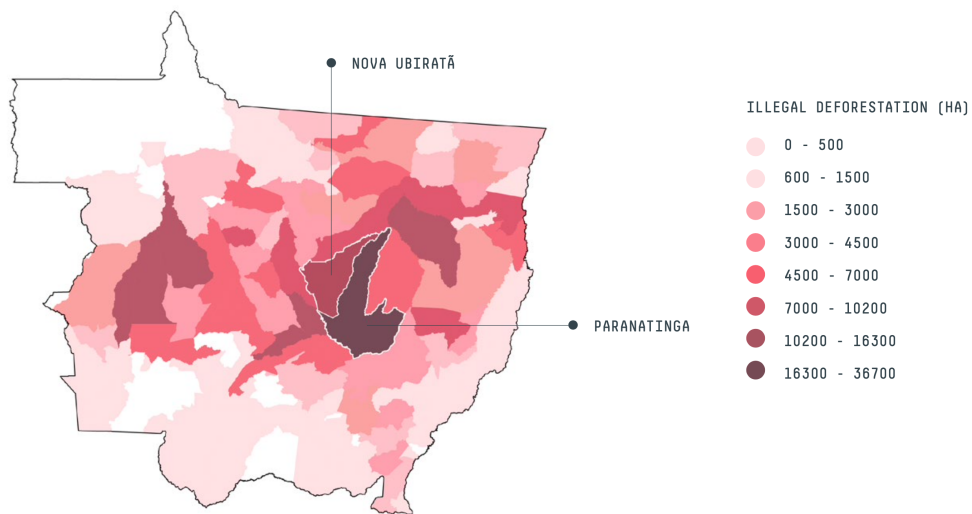 NOVA UBIRATÃ
ILLEGAL DEFORESTATION (HA)
0 - 500
600 - 1500
1500 - 3000
3000 - 4500
4500 - 7000
7000 - 10200
10200 - 16300
16300 - 36700
PARANATINGA